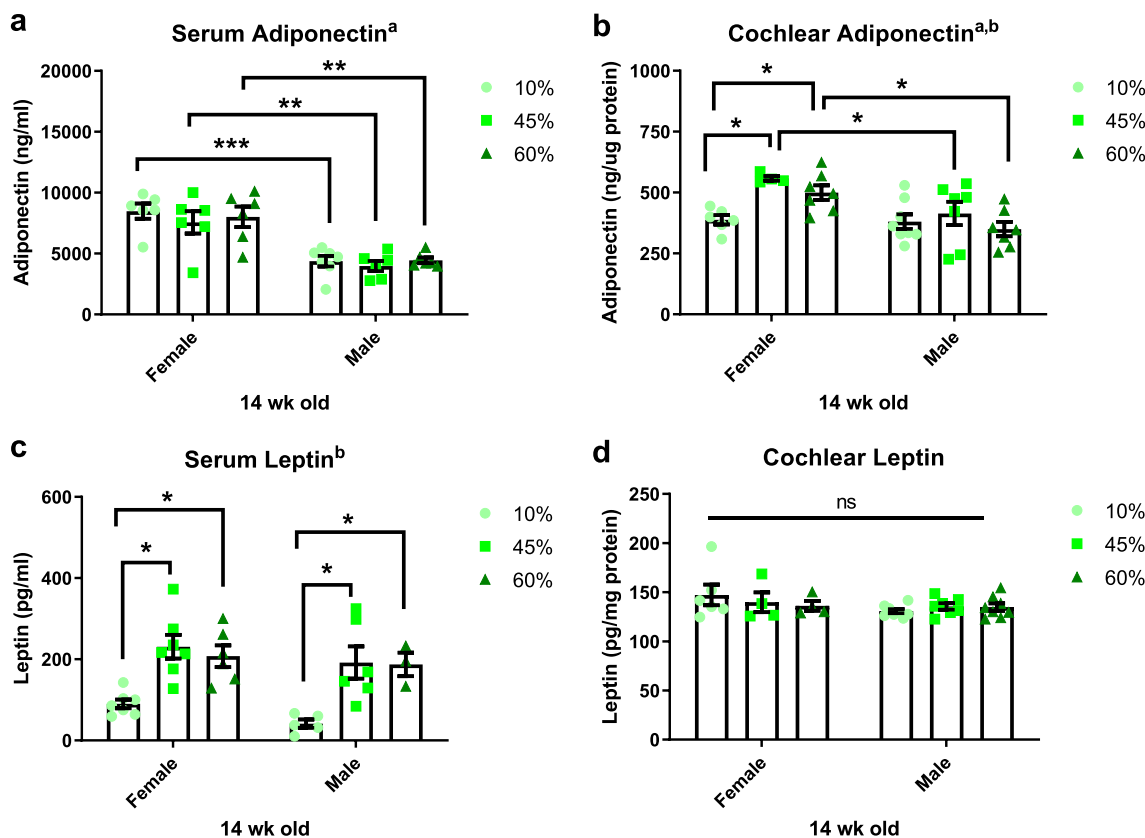 a
Serum Adiponectinᵃ
Adiponectin (ng/ml)
20000
15000
10000
5000
0
***
**
**
10%
45%
60%
Female
Male
14 wk old
b
Cochlear Adiponectinᵃ,ᵇ
Adiponectin (ng/ug protein)
1000
750
500
250
0
*
*
*
*
10%
45%
60%
Female
Male
14 wk old
c
Serum Leptinᵇ
Leptin (pg/ml)
600
400
200
0
*
*
*
*
10%
45%
60%
Female
Male
14 wk old
d
Cochlear Leptin
Leptin (pg/mg protein)
250
200
150
100
50
0
ns
10%
45%
60%
Female
Male
14 wk old